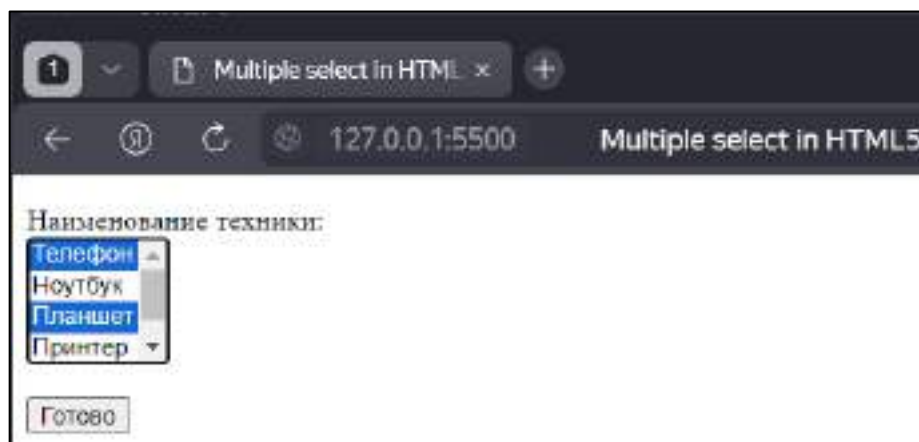 1 Multiple select in HTML ×
127.0.0.1:5500 Multiple select in HTML5
Наименование техники:
Телефон
Ноутбук
Планшет
Принтер
Готово